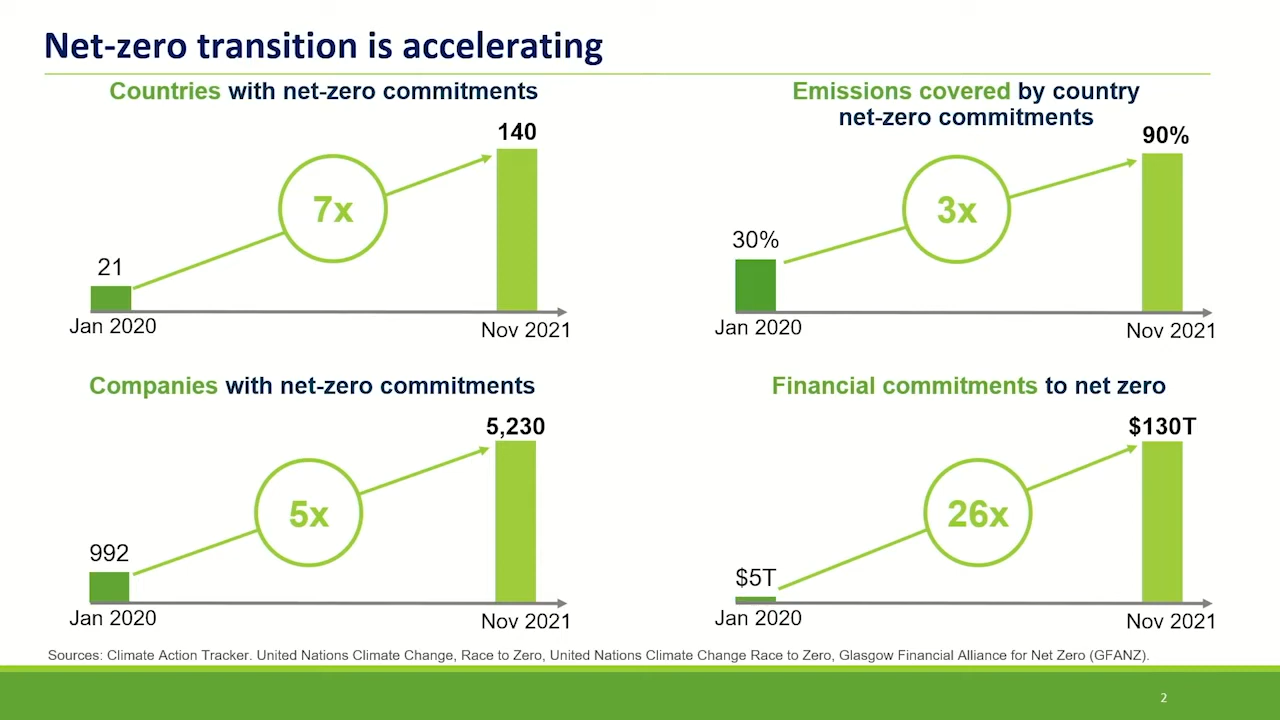 Net-zero transition is accelerating
Countries with net-zero commitments
140
7x
21
Jan 2020
Nov 2021
Emissions covered by country
net-zero commitments
90%
3x
30%
Jan 2020
Nov 2021
Companies with net-zero commitments
5,230
5x
992
Jan 2020
Nov 2021
Financial commitments to net zero
$130T
26x
$5T
Jan 2020
Nov 2021
Sources: Climate Action Tracker. United Nations Climate Change, Race to Zero, United Nations Climate Change Race to Zero, Glasgow Financial Alliance for Net Zero (GFANZ).
2